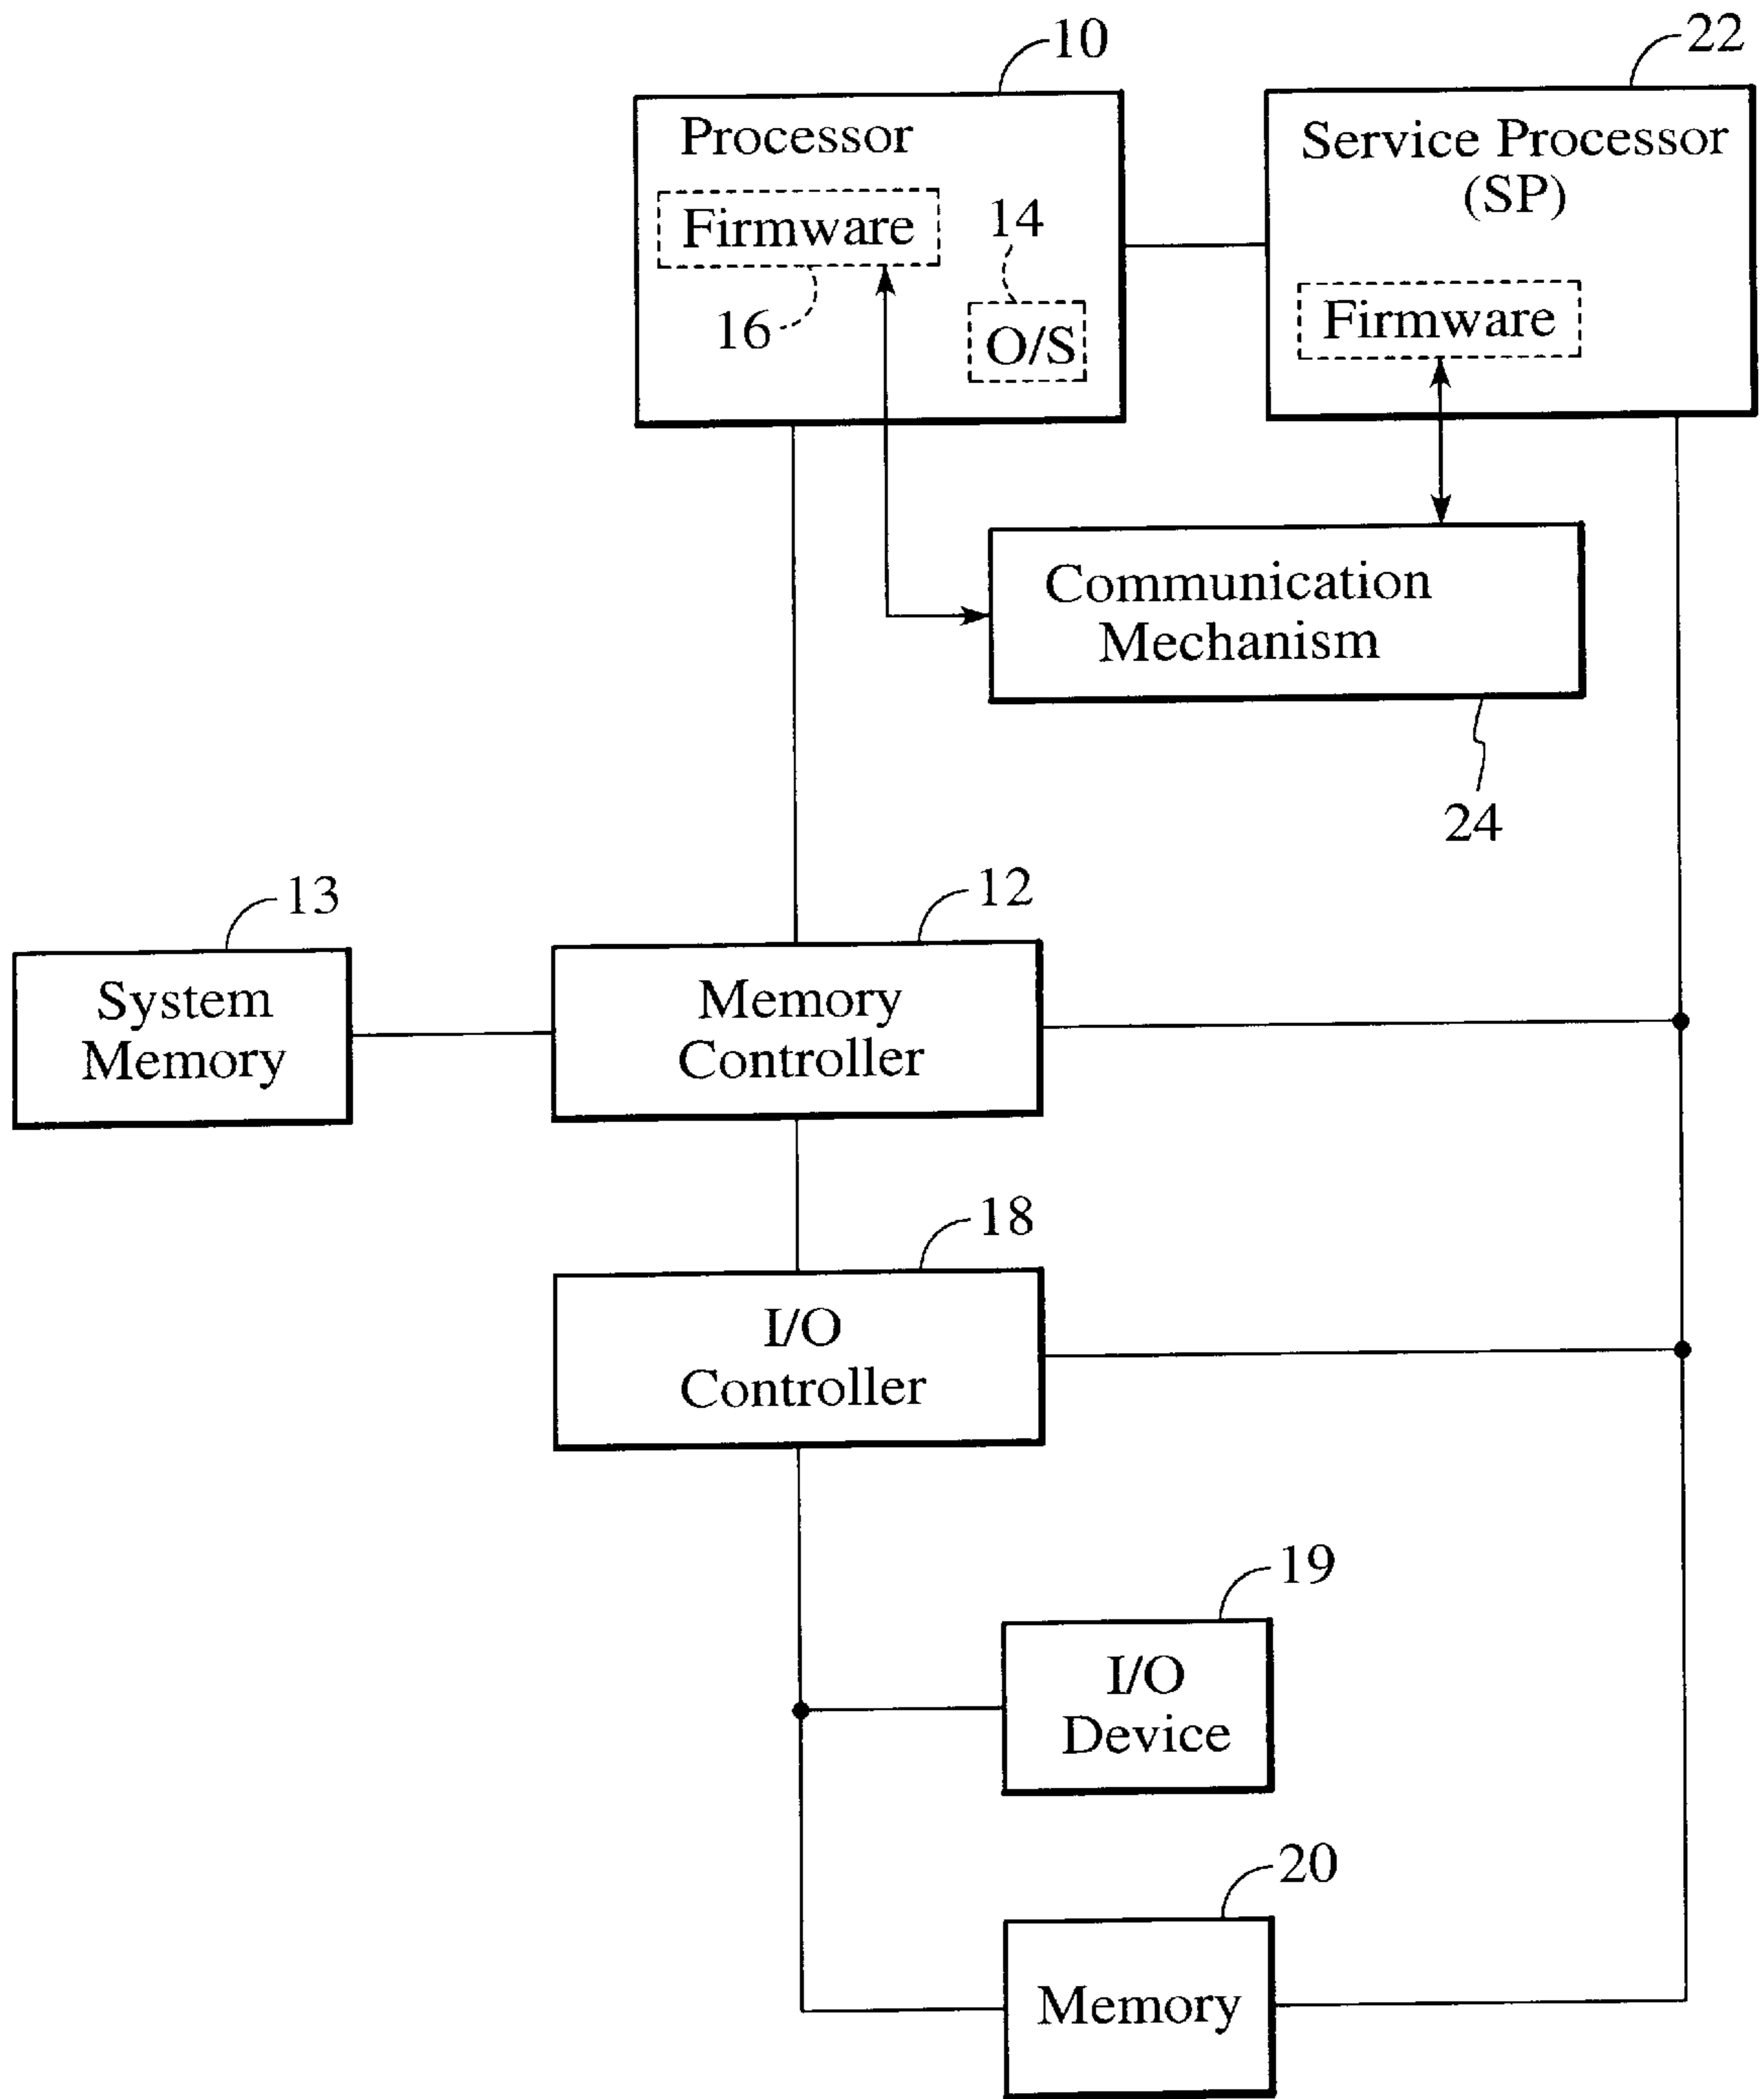 10
22
Processor
Service Processor
(SP)
Firmware
14
16
O/S
Firmware
Communication
Mechanism
24
13
12
System
Memory
Memory
Controller
18
I/O
Controller
19
I/O
Device
20
Memory